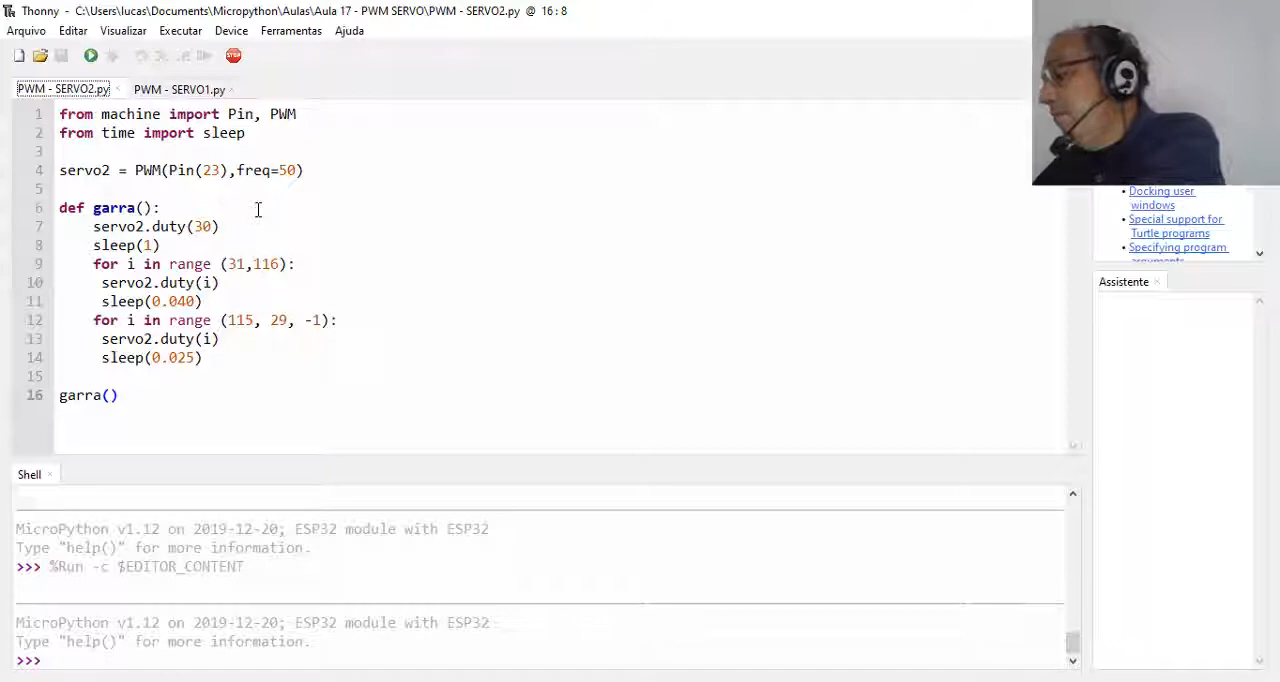 Thonny - C:\Users\lucas\Documents\Micropython\Aulas\Aula 17 - PWM SERVO\PWM - SERVO2.py @ 16:8
Arquivo Editar Visualizar Executar Device Ferramentas Ajuda
STOP
PWM - SERVO2.py × PWM - SERVO1.py ×
1 from machine import Pin, PWM
2 from time import sleep
3
4 servo2 = PWM(Pin(23),freq=50)
5
6 def garra():
7 servo2.duty(30)
8 sleep(1)
9 for i in range (31,116):
10 servo2.duty(i)
11 sleep(0.040)
12 for i in range (115, 29, -1):
13 servo2.duty(i)
14 sleep(0.025)
15
16 garra()
Shell ×
MicroPython v1.12 on 2019-12-20; ESP32 module with ESP32
Type "help()" for more information.
>>> %Run -c $EDITOR_CONTENT
MicroPython v1.12 on 2019-12-20; ESP32 module with ESP32
Type "help()" for more information.
>>>
• Docking user
windows
• Special support for
Turtle programs
• Specifying program
arguments
Assistente ×